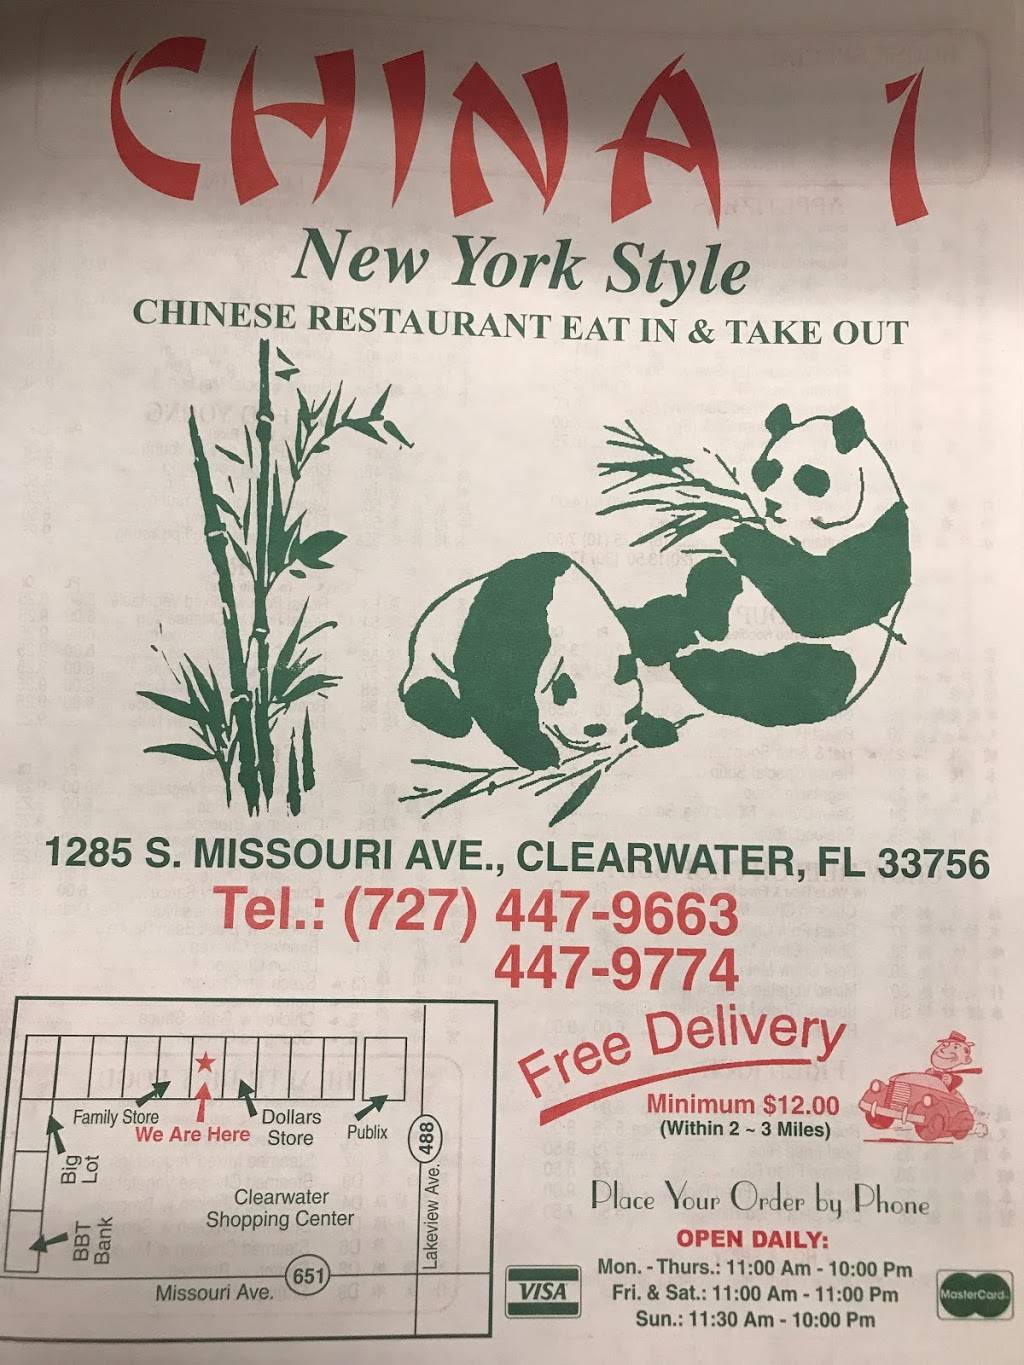 CHINA 1
New York Style
CHINESE RESTAURANT EAT IN & TAKE OUT
1285 S. MISSOURI AVE., CLEARWATER, FL 33756
Tel.: (727) 447-9663
447-9774
Family Store
We Are Here
Dollars
Store
Publix
488
Big
Lot
BBT
Bank
Clearwater
Shopping Center
Lakeview Ave.
651
Missouri Ave.
Free Delivery
Minimum $12.00
(Within 2 ~ 3 Miles)
Place Your Order by Phone
OPEN DAILY:
Mon. - Thurs.: 11:00 Am - 10:00 Pm
Fri. & Sat.: 11:00 Am - 11:00 Pm
Sun.: 11:30 Am - 10:00 Pm
VISA
MasterCard